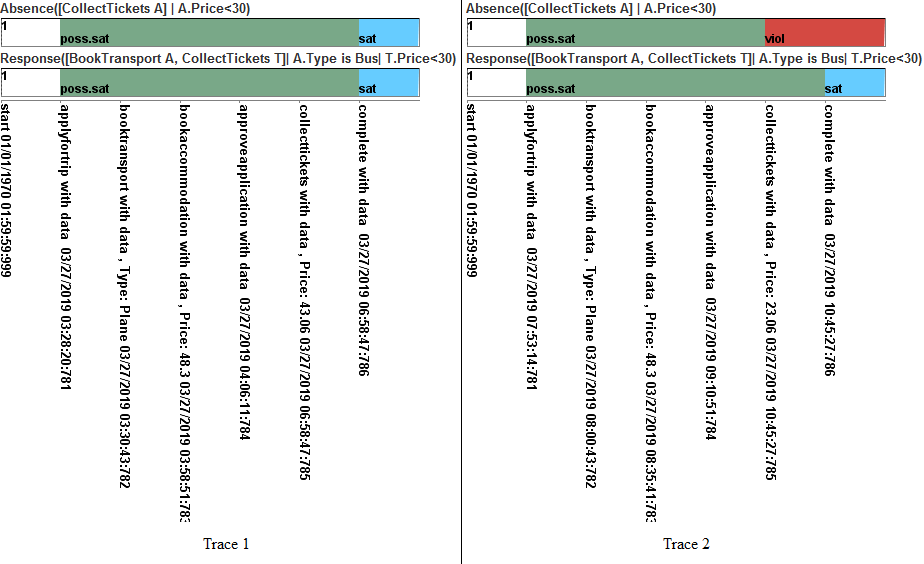 Absence([CollectTickets A] | A.Price<30)
1
poss.sat
sat
Response([BookTransport A, CollectTickets T]| A.Type is Bus| T.Price<30)
1
poss.sat
sat
start 01/01/1970 01:59:59:999
applyfortrip with data 03/27/2019 03:28:20:781
booktransport with data , Type: Plane 03/27/2019 03:30:43:782
bookaccommodation with data , Price: 48.3 03/27/2019 03:58:51:783
approveapplication with data 03/27/2019 04:06:11:784
collecttickets with data , Price: 43.06 03/27/2019 06:58:47:785
complete with data 03/27/2019 06:58:47:786
Trace 1
Absence([CollectTickets A] | A.Price<30)
1
poss.sat
viol
Response([BookTransport A, CollectTickets T]| A.Type is Bus| T.Price<30)
1
poss.sat
sat
start 01/01/1970 01:59:59:999
applyfortrip with data 03/27/2019 07:53:14:781
booktransport with data , Type: Plane 03/27/2019 08:00:43:782
bookaccommodation with data , Price: 48.3 03/27/2019 08:35:41:783
approveapplication with data 03/27/2019 09:10:51:784
collecttickets with data , Price: 23.06 03/27/2019 10:45:27:785
complete with data 03/27/2019 10:45:27:786
Trace 2